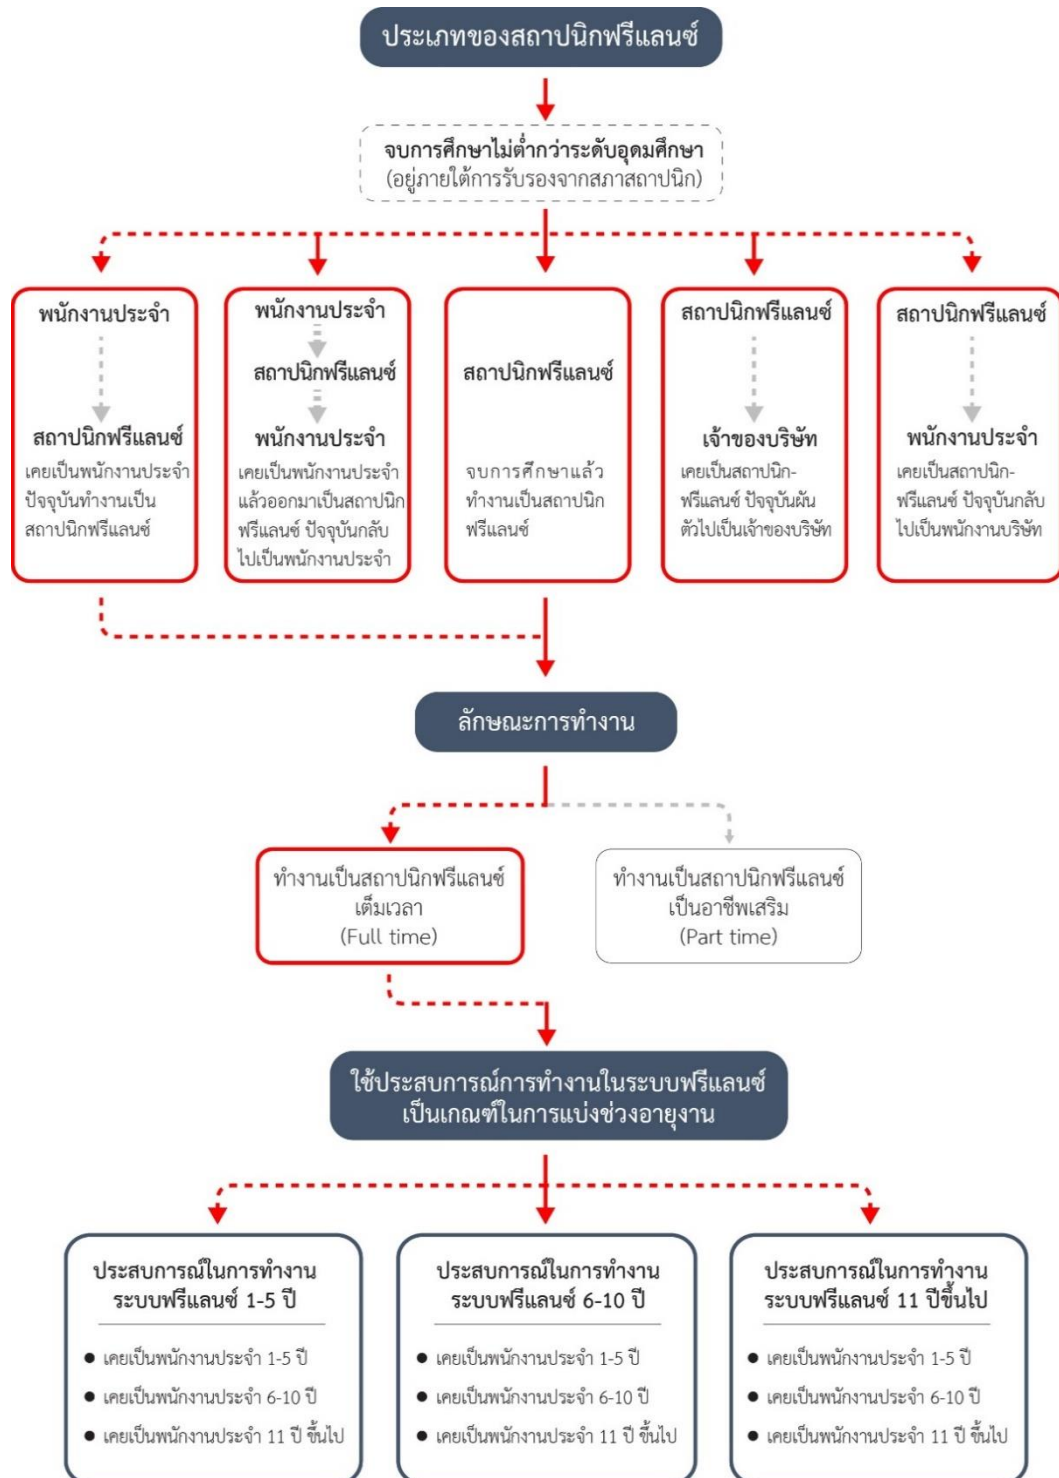 ประเภทของสถาปนิกฟรีแลนซ์
จบการศึกษาไม่ต่ำกว่าระดับอุดมศึกษา
(อยู่ภายใต้การรับรองจากสภาสถาปนิก)
พนักงานประจำ
สถาปนิกฟรีแลนซ์
เคยเป็นพนักงานประจำ
ปัจจุบันทำงานเป็น
สถาปนิกฟรีแลนซ์
พนักงานประจำ
สถาปนิกฟรีแลนซ์
พนักงานประจำ
เคยเป็นพนักงานประจำ
แล้วออกมาเป็นสถาปนิก
ฟรีแลนซ์ ปัจจุบันกลับ
ไปเป็นพนักงานประจำ
สถาปนิกฟรีแลนซ์
จบการศึกษาแล้ว
ทำงานเป็นสถาปนิก
ฟรีแลนซ์
สถาปนิกฟรีแลนซ์
เจ้าของบริษัท
เคยเป็นสถาปนิก-
ฟรีแลนซ์ ปัจจุบันผัน
ตัวไปเป็นเจ้าของบริษัท
สถาปนิกฟรีแลนซ์
พนักงานประจำ
เคยเป็นสถาปนิก-
ฟรีแลนซ์ ปัจจุบันกลับ
ไปเป็นพนักงานบริษัท
ลักษณะการทำงาน
ทำงานเป็นสถาปนิกฟรีแลนซ์
เต็มเวลา
(Full time)
ทำงานเป็นสถาปนิกฟรีแลนซ์
เป็นอาชีพเสริม
(Part time)
ใช้ประสบการณ์การทำงานในระบบฟรีแลนซ์
เป็นเกณฑ์ในการแบ่งช่วงอายุงาน
ประสบการณ์ในการทำงาน
ระบบฟรีแลนซ์ 1-5 ปี
● เคยเป็นพนักงานประจำ 1-5 ปี
● เคยเป็นพนักงานประจำ 6-10 ปี
● เคยเป็นพนักงานประจำ 11 ปี ขึ้นไป
ประสบการณ์ในการทำงาน
ระบบฟรีแลนซ์ 6-10 ปี
● เคยเป็นพนักงานประจำ 1-5 ปี
● เคยเป็นพนักงานประจำ 6-10 ปี
● เคยเป็นพนักงานประจำ 11 ปี ขึ้นไป
ประสบการณ์ในการทำงาน
ระบบฟรีแลนซ์ 11 ปีขึ้นไป
● เคยเป็นพนักงานประจำ 1-5 ปี
● เคยเป็นพนักงานประจำ 6-10 ปี
● เคยเป็นพนักงานประจำ 11 ปี ขึ้นไป